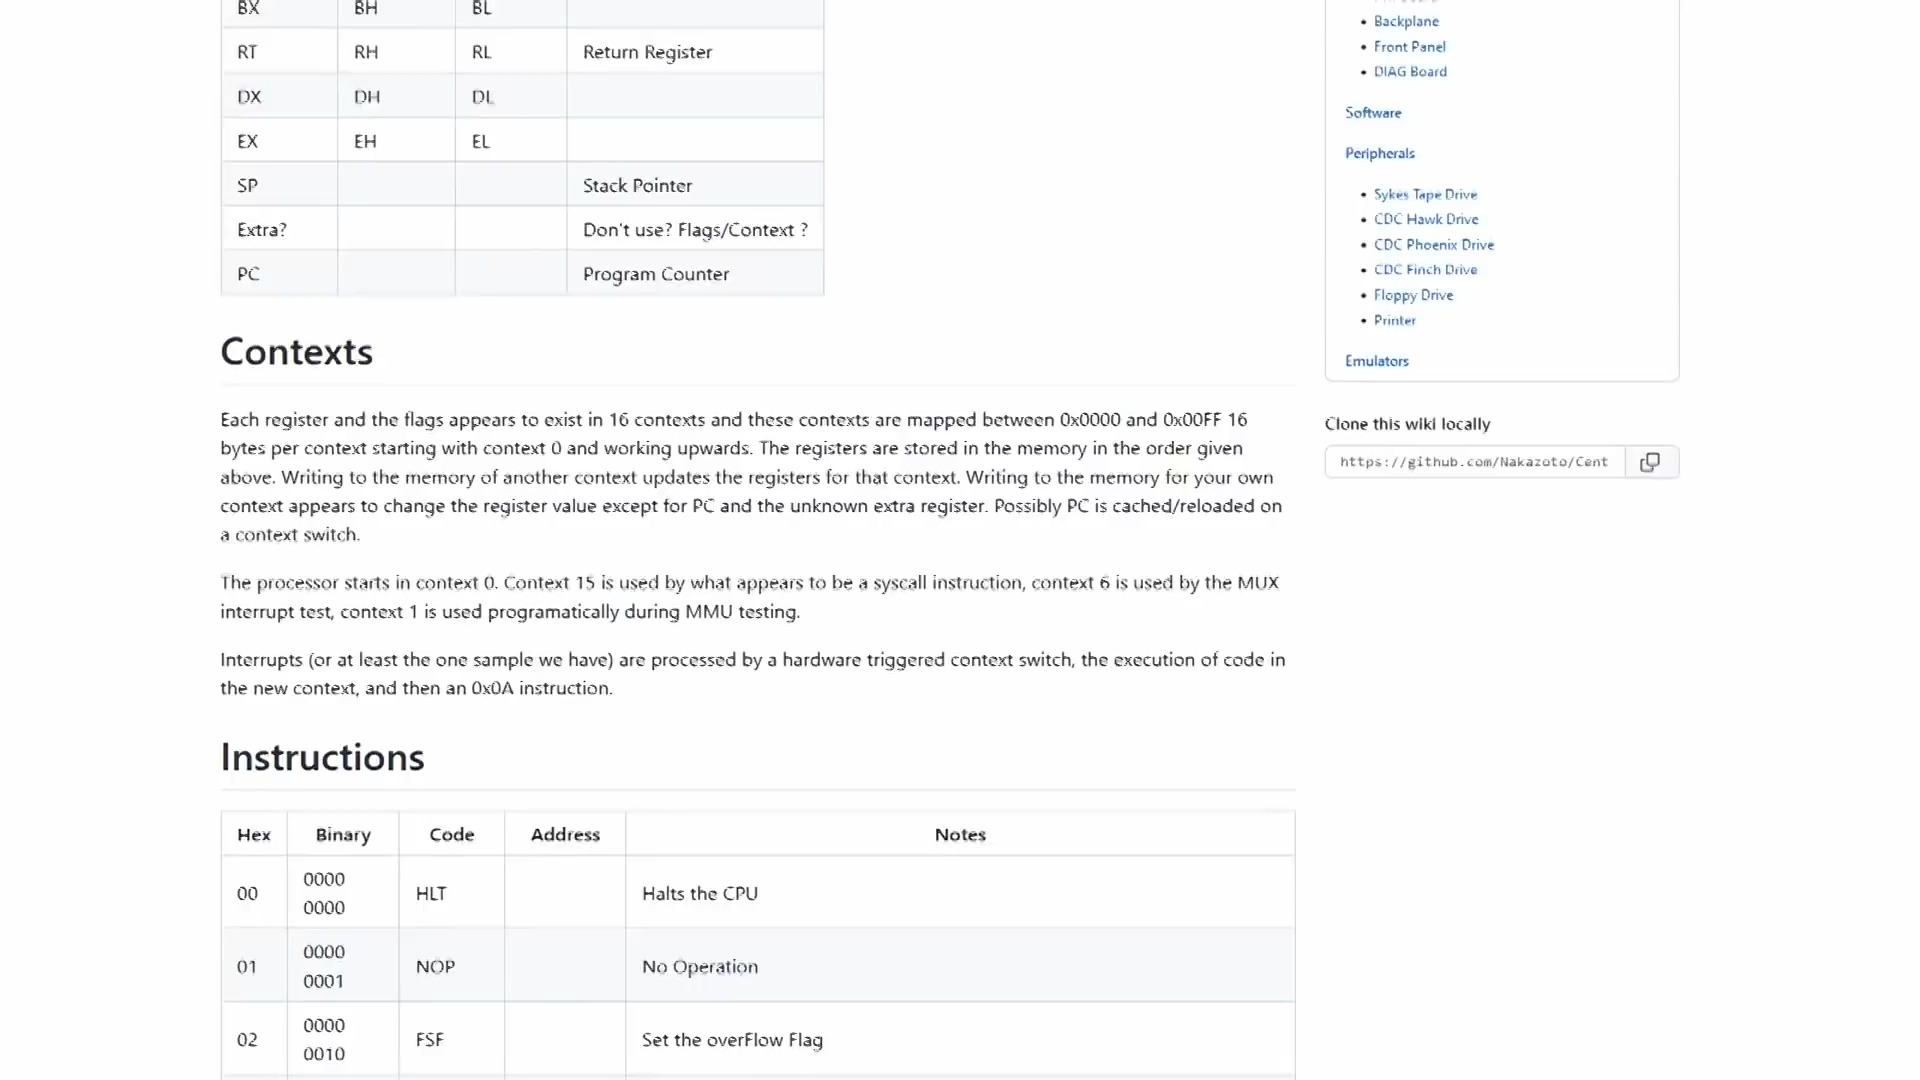 BX BH BL
RT RH RL Return Register
DX DH DL
EX EH EL
SP Stack Pointer
Extra? Don't use? Flags/Context ?
PC Program Counter
Contexts
Each register and the flags appears to exist in 16 contexts and these contexts are mapped between 0x0000 and 0x00FF 16
bytes per context starting with context 0 and working upwards. The registers are stored in the memory in the order given
above. Writing to the memory of another context updates the registers for that context. Writing to the memory for your own
context appears to change the register value except for PC and the unknown extra register. Possibly PC is cached/reloaded on
a context switch.
The processor starts in context 0. Context 15 is used by what appears to be a syscall instruction, context 6 is used by the MUX
interrupt test, context 1 is used programatically during MMU testing.
Interrupts (or at least the one sample we have) are processed by a hardware triggered context switch, the execution of code in
the new context, and then an 0x0A instruction.
Instructions
Hex Binary Code Address Notes
00 0000 0000 HLT Halts the CPU
01 0000 0001 NOP No Operation
02 0000 0010 FSF Set the overFlow Flag
Backplane
Front Panel
DIAG Board
Software
Peripherals
Sykes Tape Drive
CDC Hawk Drive
CDC Phoenix Drive
CDC Finch Drive
Floppy Drive
Printer
Emulators
Clone this wiki locally
https://github.com/Nakazoto/Cent